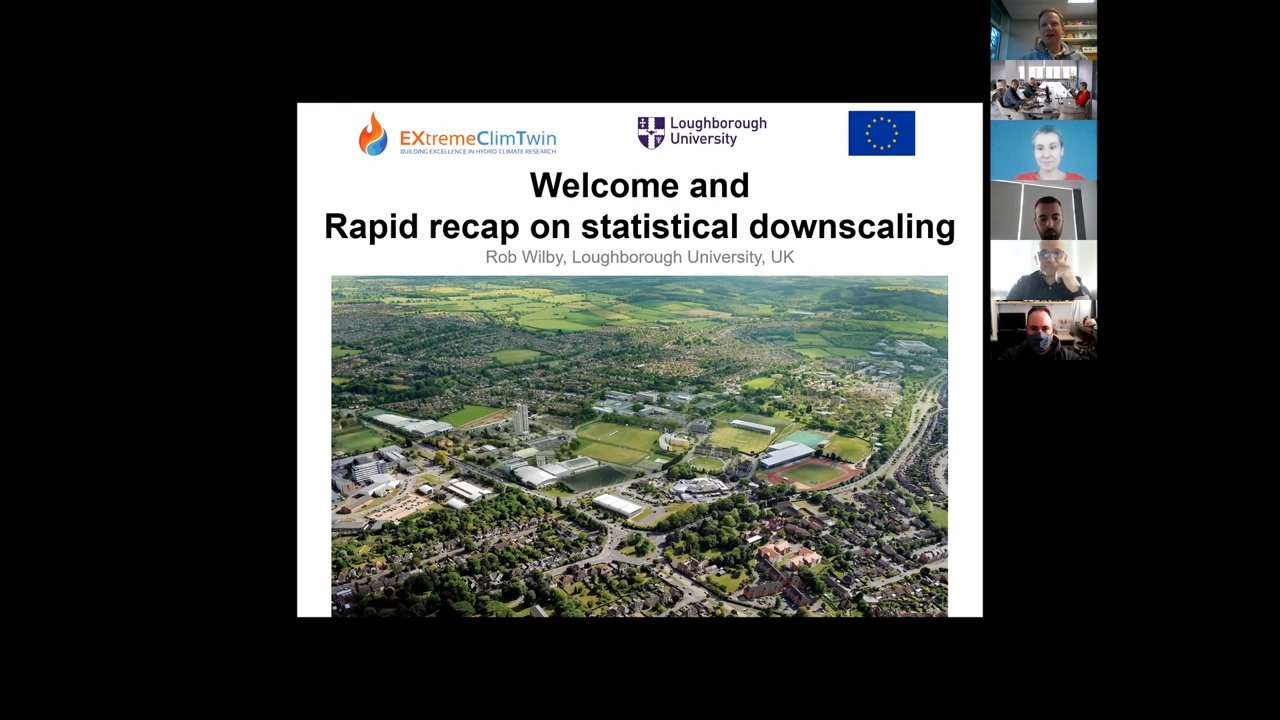 EXtremeClimTwin
BUILDING EXCELLENCE IN HYDRO CLIMATE RESEARCH
Loughborough
University
Welcome and
Rapid recap on statistical downscaling
Rob Wilby, Loughborough University, UK